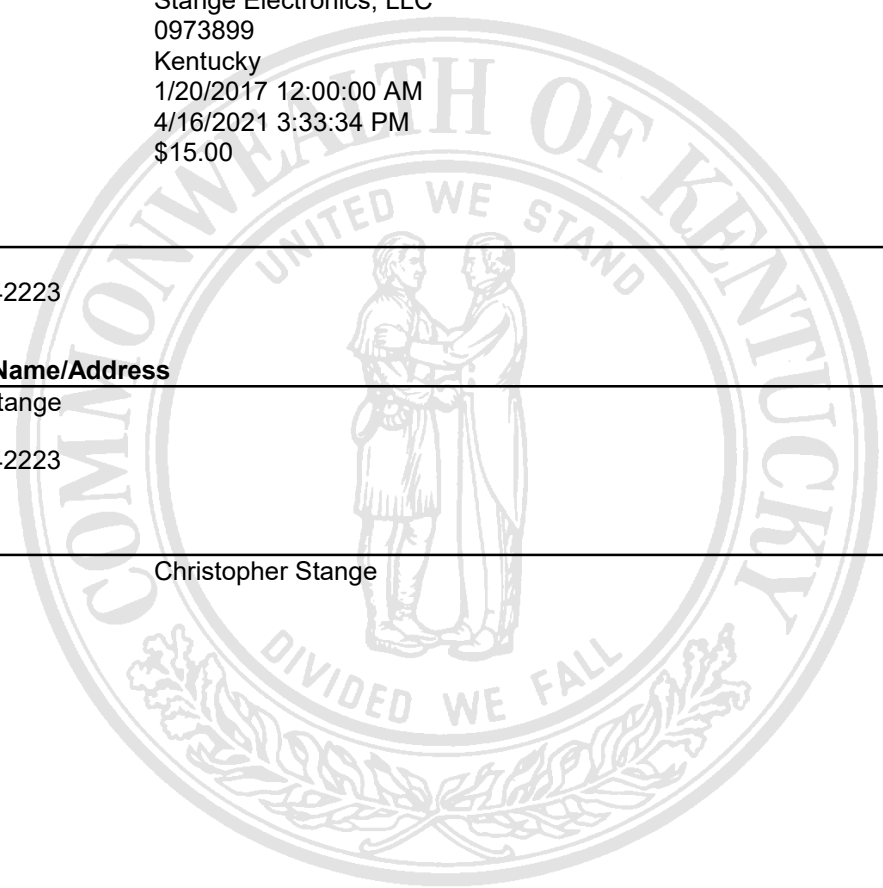 Stange Electronics, LLC
0973899
Kentucky
1/20/2017 12:00:00 AM
4/16/2021 3:33:34 PM
$15.00
COMMONWEALTH OF KENTUCKY
UNITED WE STAND
2223
Name/Address
tange
2223
Christopher Stange
DIVIDED WE FALL